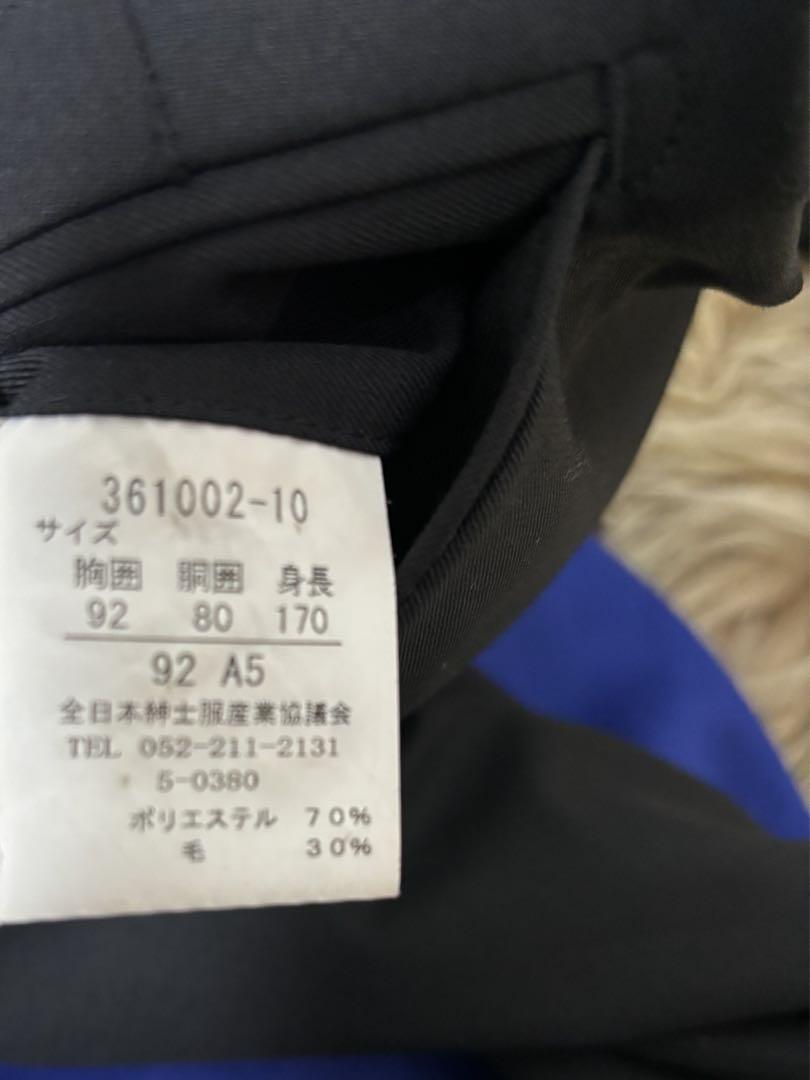 361002-10
サイズ
胸囲 胴囲 身長
92 80 170
92 A5
全日本紳士服産業協議会
TEL 052-211-2131
5-0380
ポリエステル 70%
毛 30%